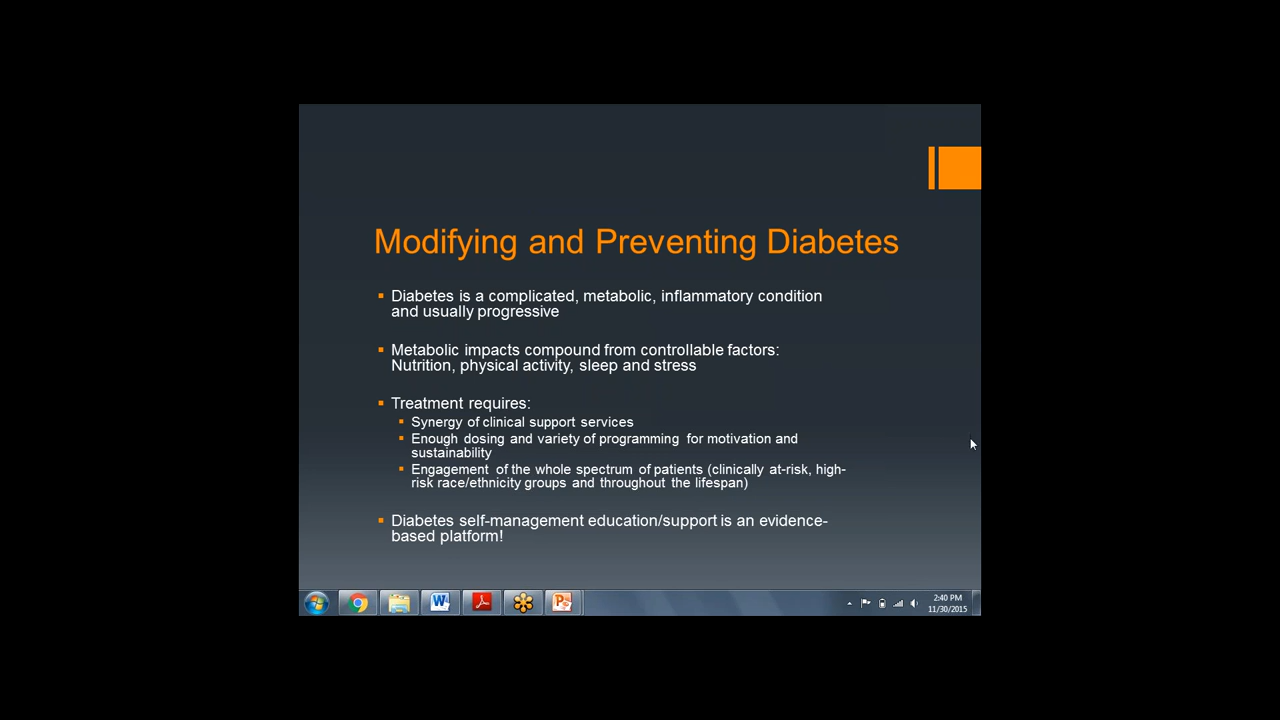 Modifying and Preventing Diabetes
Diabetes is a complicated, metabolic, inflammatory condition
and usually progressive
Metabolic impacts compound from controllable factors:
Nutrition, physical activity, sleep and stress
Treatment requires:
Synergy of clinical support services
Enough dosing and variety of programming for motivation and
sustainability
Engagement of the whole spectrum of patients (clinically at-risk, high-
risk race/ethnicity groups and throughout the lifespan)
Diabetes self-management education/support is an evidence-
based platform!
2:40 PM
11/30/2015